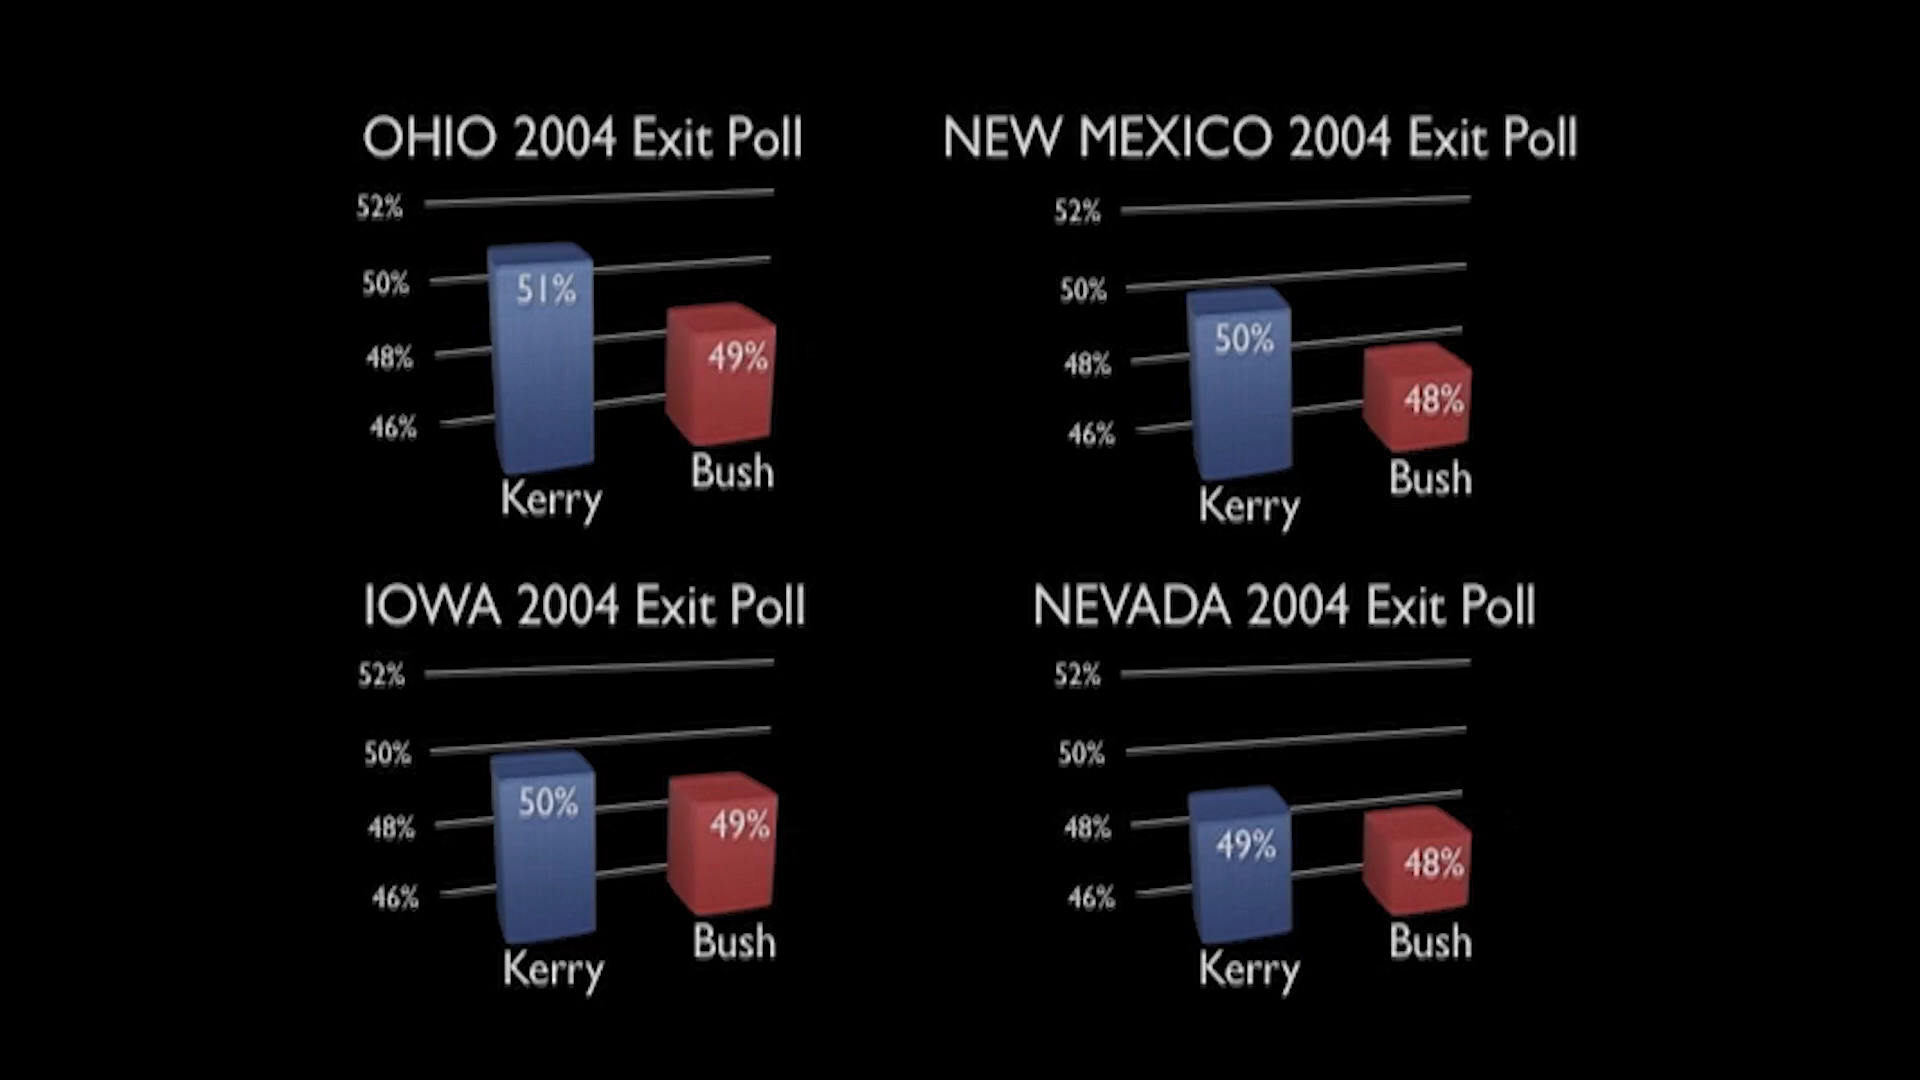 OHIO 2004 Exit Poll
52%
50%
48%
46%
51%
49%
Kerry
Bush
NEW MEXICO 2004 Exit Poll
52%
50%
48%
46%
50%
48%
Kerry
Bush
IOWA 2004 Exit Poll
52%
50%
48%
46%
50%
49%
Kerry
Bush
NEVADA 2004 Exit Poll
52%
50%
48%
46%
49%
48%
Kerry
Bush